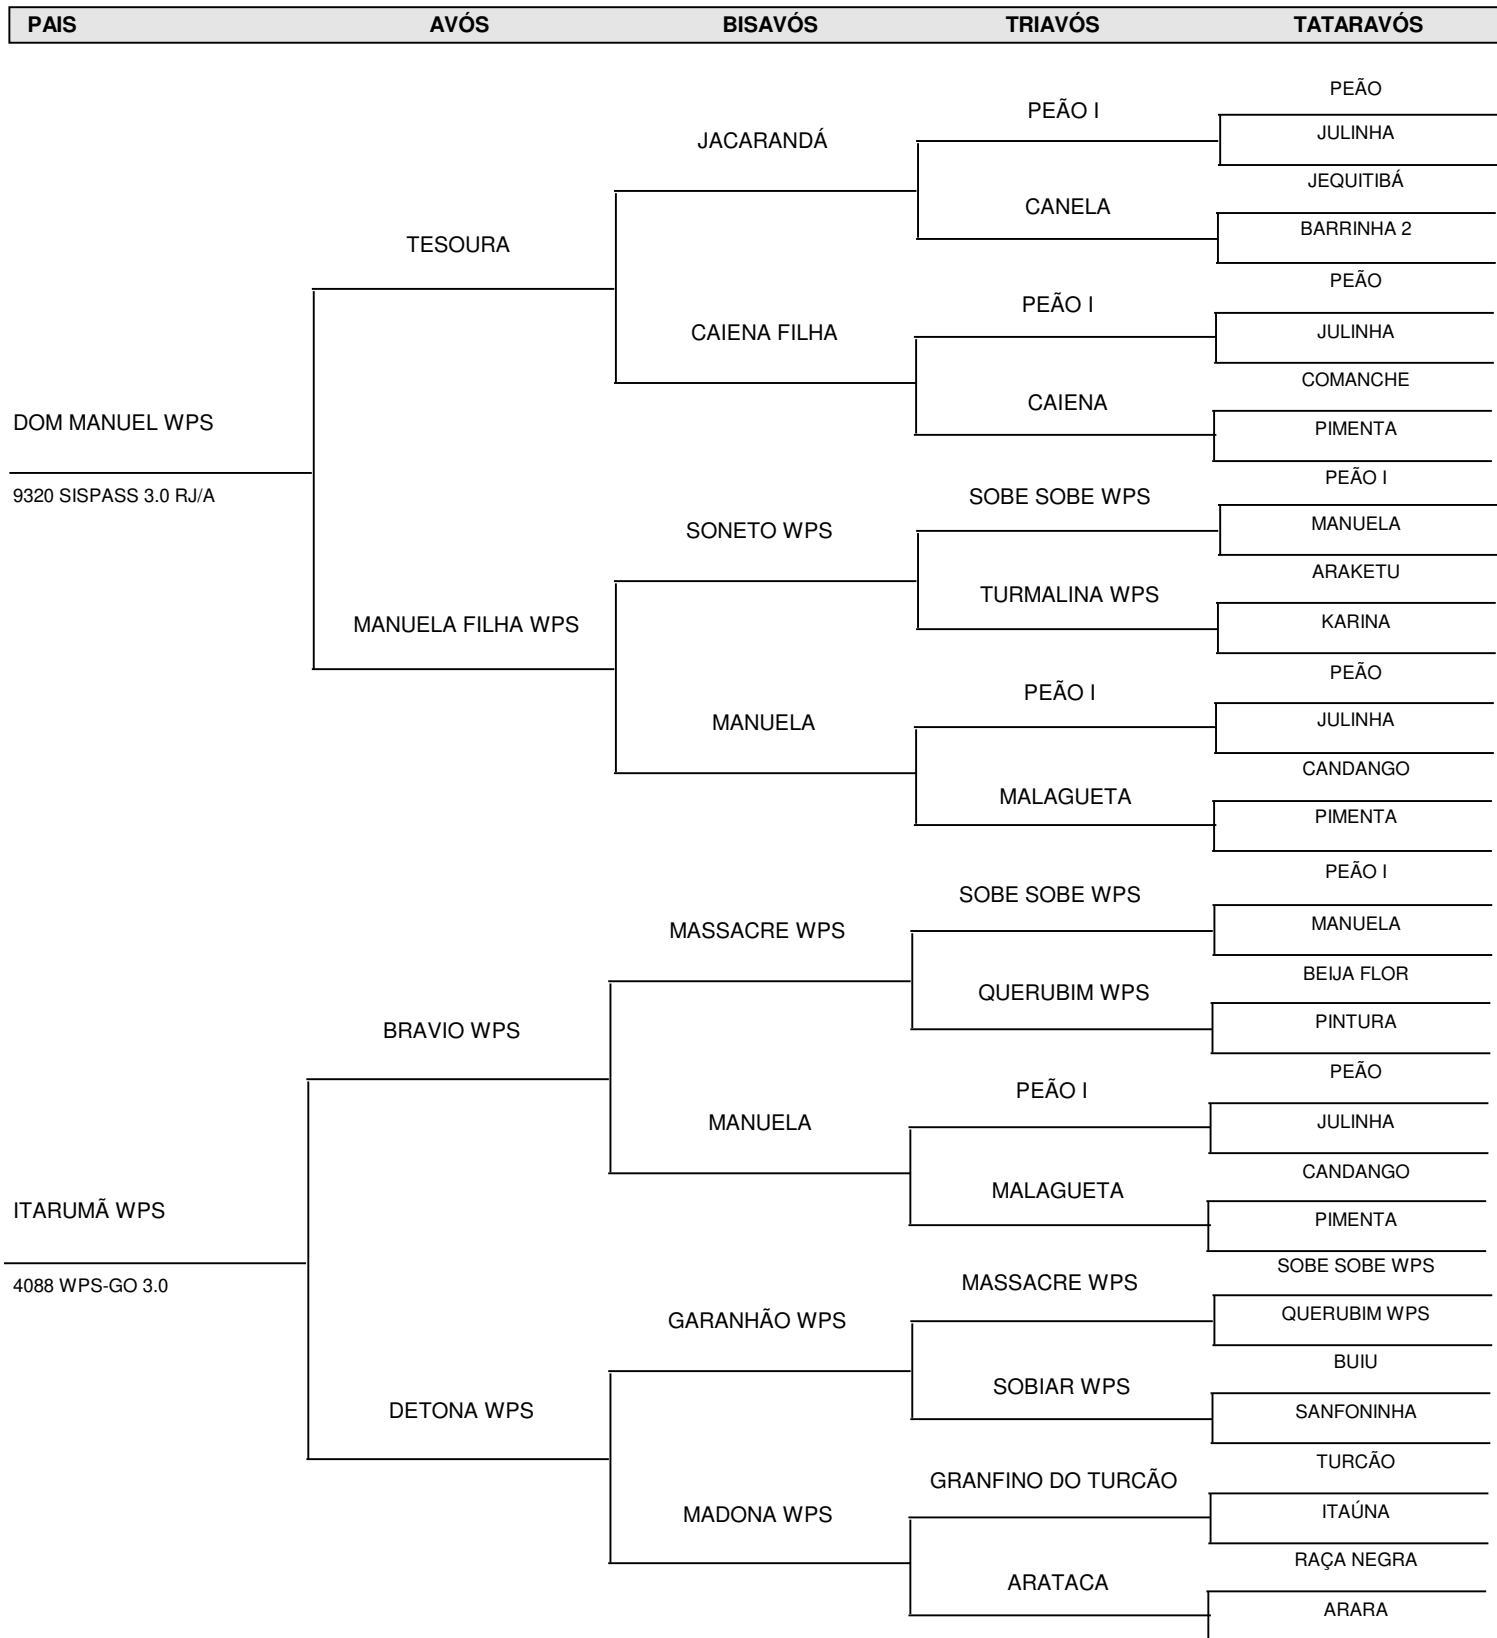 PAIS AVÓS BISAVÓS TRIAVÓS TATARAVÓS
PEÃO
PEÃO I
JULINHA
JACARANDÁ
JEQUITIBÁ
CANELA
BARRINHA 2
TESOURA
PEÃO
PEÃO I
JULINHA
CAIENA FILHA
COMANCHE
CAIENA
DOM MANUEL WPS
PIMENTA
PEÃO I
9320 SISPASS 3.0 RJ/A
SOBE SOBE WPS
MANUELA
SONETO WPS
ARAKETU
TURMALINA WPS
KARINA
MANUELA FILHA WPS
PEÃO
PEÃO I
JULINHA
MANUELA
CANDANGO
MALAGUETA
PIMENTA
PEÃO I
SOBE SOBE WPS
MANUELA
MASSACRE WPS
BEIJA FLOR
QUERUBIM WPS
PINTURA
BRAVIO WPS
PEÃO
PEÃO I
JULINHA
MANUELA
CANDANGO
MALAGUETA
ITARUMÃ WPS
PIMENTA
SOBE SOBE WPS
4088 WPS-GO 3.0
MASSACRE WPS
QUERUBIM WPS
GARANHÃO WPS
BUIU
SOBIAR WPS
DETONA WPS
SANFONINHA
TURCÃO
GRANFINO DO TURCÃO
ITAÚNA
MADONA WPS
RAÇA NEGRA
ARATACA
ARARA